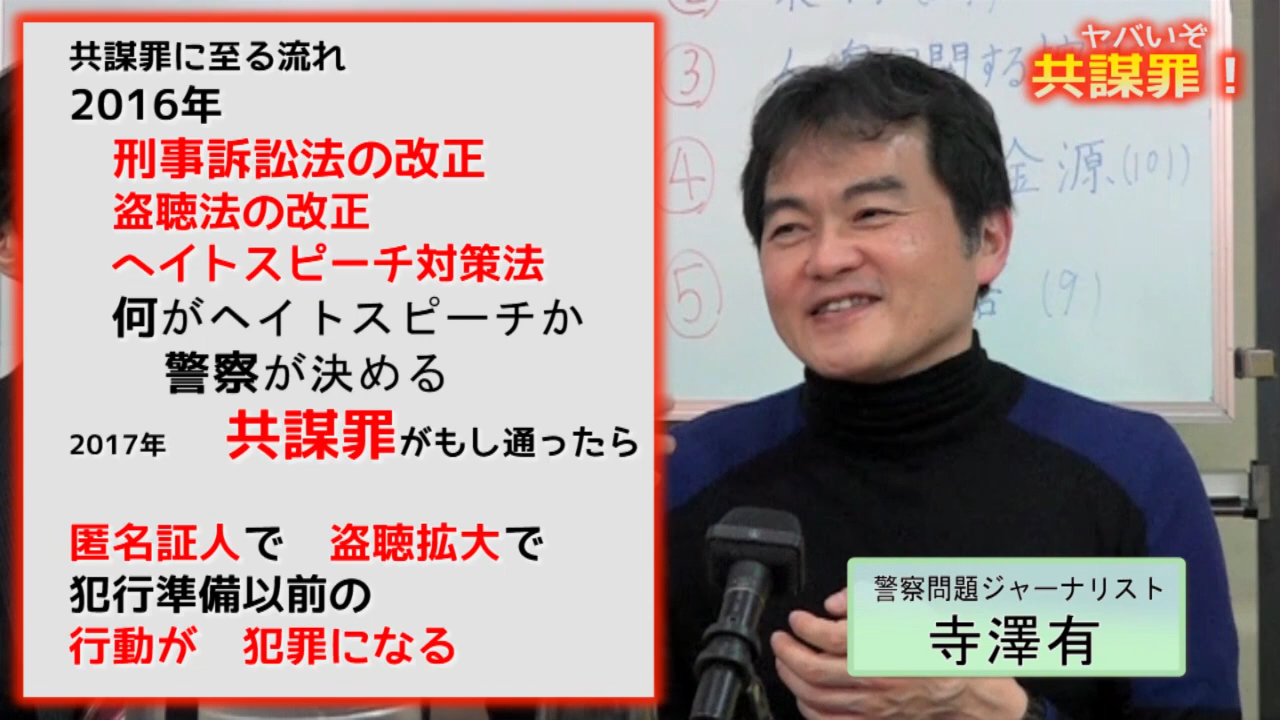 共謀罪に至る流れ
2016年
刑事訴訟法の改正
盗聴法の改正
ヘイトスピーチ対策法
何がヘイトスピーチか
警察が決める
2017年 共謀罪がもし通ったら
匿名証人で 盗聴拡大で
犯行準備以前の
行動が 犯罪になる
ヤバいぞ
共謀罪！
③
関する
④
金源(101)
⑤
(9)
警察問題ジャーナリスト
寺澤有